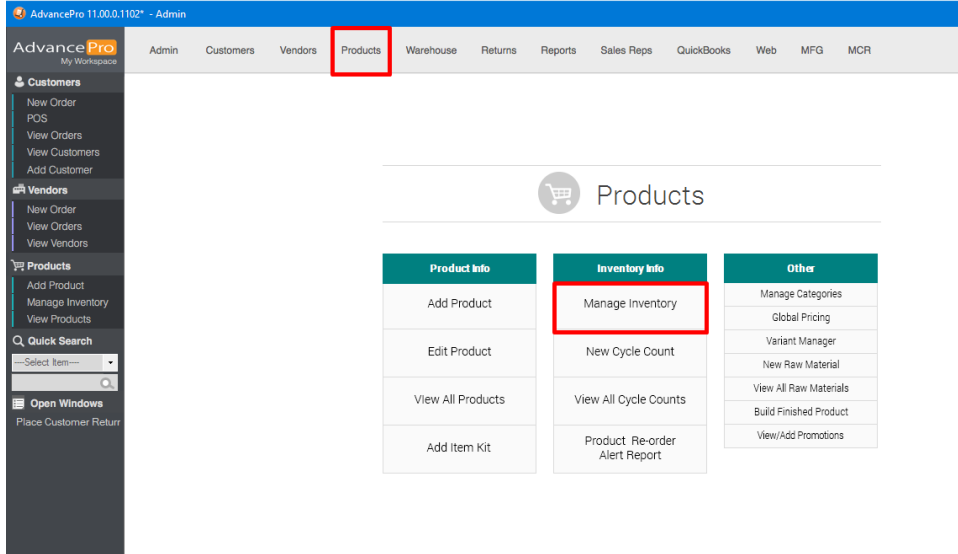 AdvancePro 11.00.0.1102* - Admin
AdvancePro
My Workspace
Admin Customers Vendors Products Warehouse Returns Reports Sales Reps QuickBooks Web MFG MCR
Customers
New Order
POS
View Orders
View Customers
Add Customer
Vendors
New Order
View Orders
View Vendors
Products
Add Product
Manage Inventory
View Products
Quick Search
---Select Item---
Open Windows
Place Customer Returr
Products
Product Info
Add Product
Edit Product
VIew All Products
Add Item Kit
Inventory Info
Manage Inventory
New Cycle Count
View All Cycle Counts
Product Re-order
Alert Report
Other
Manage Categories
Global Pricing
Variant Manager
New Raw Material
View All Raw Materials
Build Finished Product
View/Add Promotions